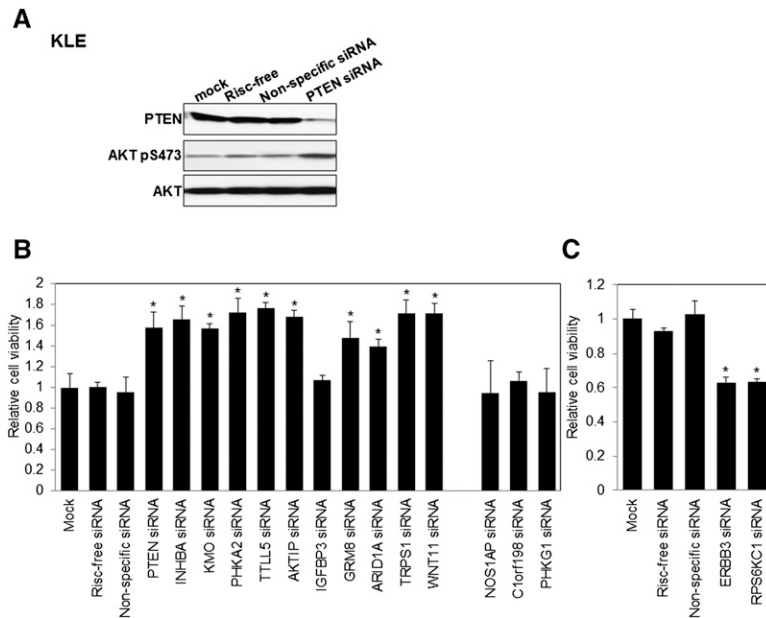 A
KLE
mock
Risc-free
Non-specific siRNA
PTEN siRNA
PTEN
AKT pS473
AKT
B
Relative cell viability
2
1.8
1.6
1.4
1.2
1
0.8
0.6
0.4
0.2
0
* * * * * * * * * *
Mock
Risc-free siRNA
Non-specific siRNA
PTEN siRNA
INHBA siRNA
KMO siRNA
PHKA2 siRNA
TTLL5 siRNA
AKTIP siRNA
IGFBP3 siRNA
GRM8 siRNA
ARID1A siRNA
TRPS1 siRNA
WNT11 siRNA
NOS1AP siRNA
C1orf198 siRNA
PHKG1 siRNA
C
Relative cell viability
1.2
1
0.8
0.6
0.4
0.2
0
* *
Mock
Risc-free siRNA
Non-specific siRNA
ERBB3 siRNA
RPS6KC1 siRNA